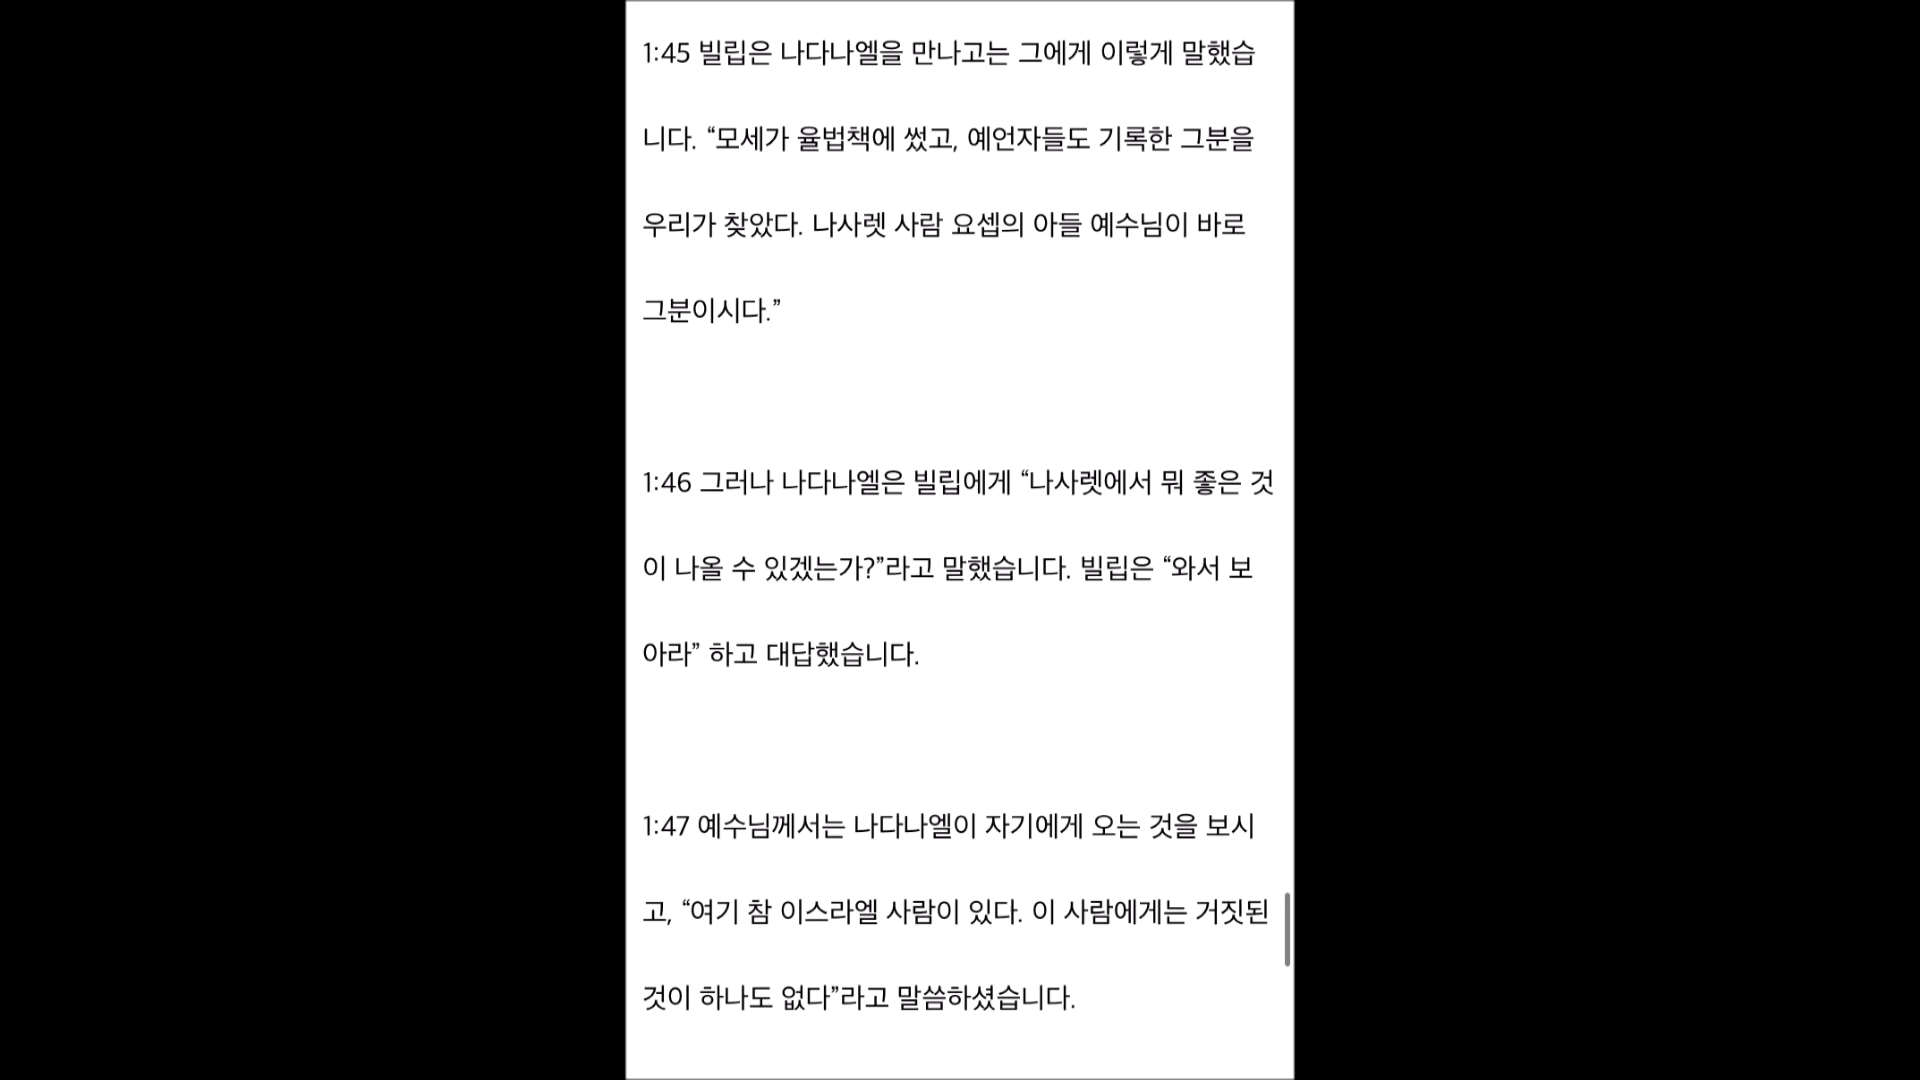 1:45 빌립은 나다나엘을 만나고는 그에게 이렇게 말했습
니다. “모세가 율법책에 썼고, 예언자들도 기록한 그분을
우리가 찾았다. 나사렛 사람 요셉의 아들 예수님이 바로
그분이시다.”
1:46 그러나 나다나엘은 빌립에게 “나사렛에서 뭐 좋은 것
이 나올 수 있겠는가?”라고 말했습니다. 빌립은 “와서 보
아라” 하고 대답했습니다.
1:47 예수님께서는 나다나엘이 자기에게 오는 것을 보시
고, “여기 참 이스라엘 사람이 있다. 이 사람에게는 거짓된
것이 하나도 없다”라고 말씀하셨습니다.